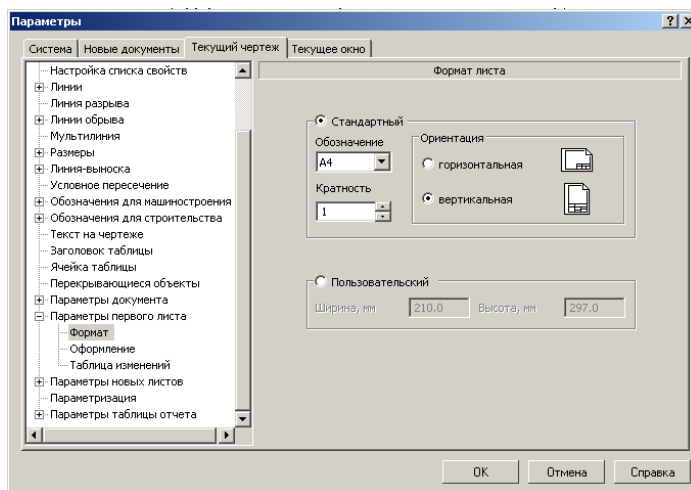 Параметры
Система
Новые документы
Текущий чертеж
Текущее окно
Настройка списка свойств
Линии
Линия разрыва
Линии обрыва
Мультилиния
Размеры
Линия-выноска
Условное пересечение
Обозначения для машиностроения
Обозначения для строительства
Текст на чертеже
Заголовок таблицы
Ячейка таблицы
Перекрывающиеся объекты
Параметры документа
Параметры первого листа
Формат
Оформление
Таблица изменений
Параметры новых листов
Параметризация
Параметры таблицы отчета
Формат листа
Стандартный
Обозначение
A4
Кратность
1
Ориентация
горизонтальная
вертикальная
Пользовательский
Ширина, мм 210.0 Высота, мм 297.0
OK Отмена Справка